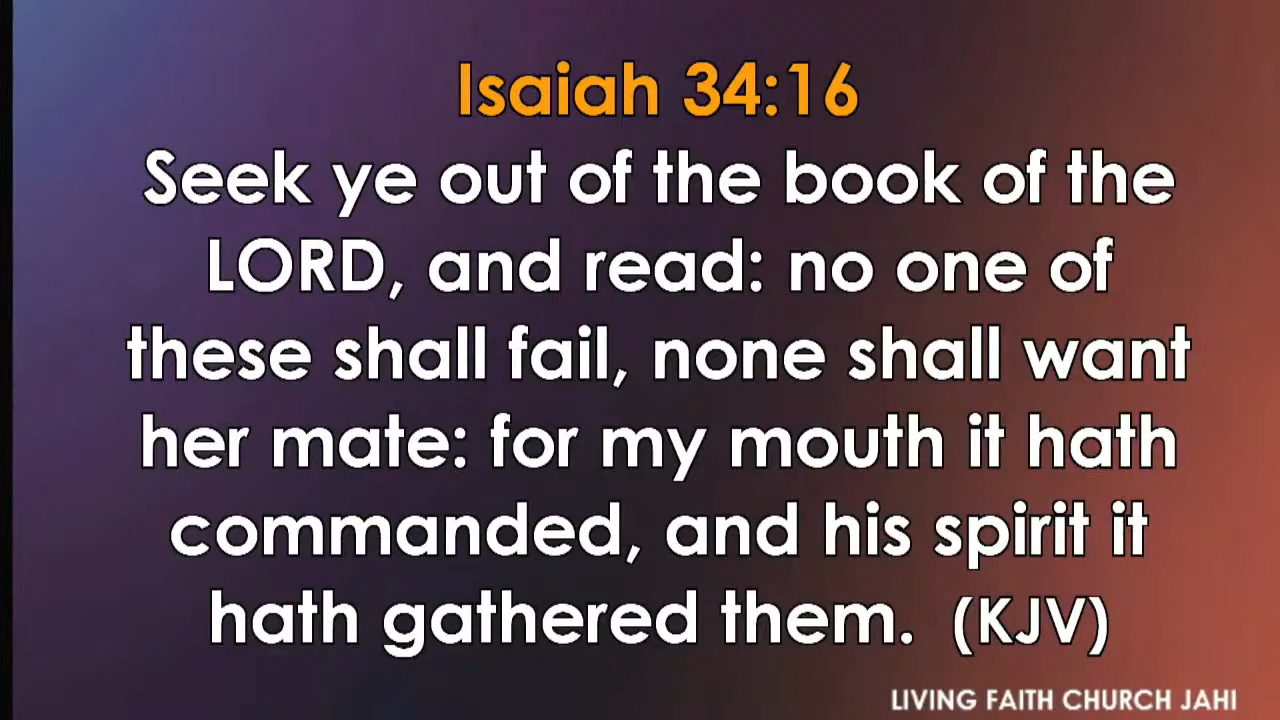 Isaiah 34:16
Seek ye out of the book of the
LORD, and read: no one of
these shall fail, none shall want
her mate: for my mouth it hath
commanded, and his spirit it
hath gathered them.  (KJV)
LIVING FAITH CHURCH JAHI